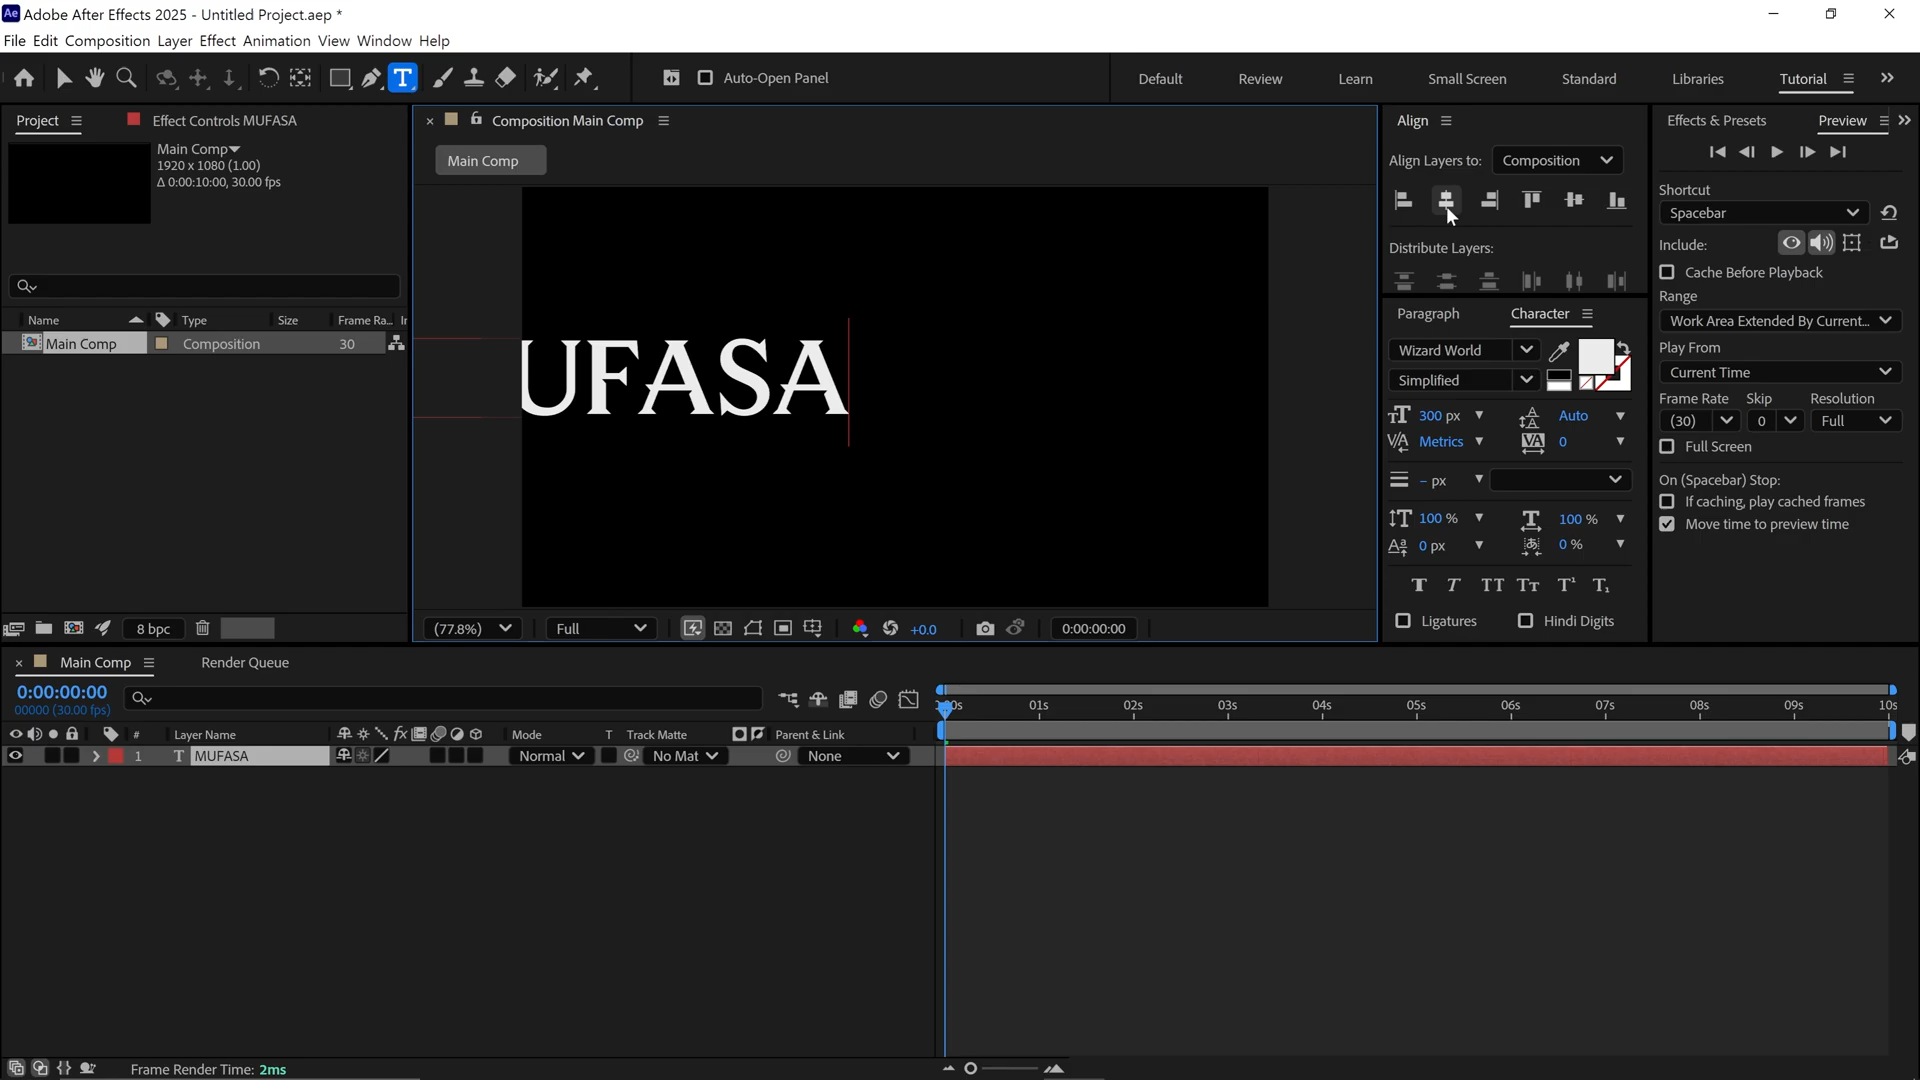 Ae Adobe After Effects 2025 - Untitled Project.aep *
File Edit Composition Layer Effect Animation View Window Help
T Auto-Open Panel Default Review Learn Small Screen Standard Libraries Tutorial
Project Effect Controls MUFASA
Main Comp
1920 x 1080 (1.00)
Δ 0:00:10:00, 30.00 fps
Name Type Size Frame Ra... Ir
Main Comp Composition 30
8 bpc
Composition Main Comp
Main Comp
UFASA
(77.8%) Full +0.0 0:00:00:00
Align
Align Layers to: Composition
Distribute Layers:
Paragraph Character
Wizard World
Simplified
300 px Auto
Metrics 0
– px
100 % 100 %
0 px 0 %
T T TT Tт T¹ T₁
Ligatures Hindi Digits
Effects & Presets Preview
Shortcut
Spacebar
Include:
Cache Before Playback
Range
Work Area Extended By Current...
Play From
Current Time
Frame Rate Skip Resolution
(30) 0 Full
Full Screen
On (Spacebar) Stop:
If caching, play cached frames
Move time to preview time
Main Comp Render Queue
0:00:00:00
00000 (30.00 fps)
# Layer Name Mode T Track Matte Parent & Link
1 T MUFASA Normal No Mat None
:00s 01s 02s 03s 04s 05s 06s 07s 08s 09s 10s
Frame Render Time: 2ms